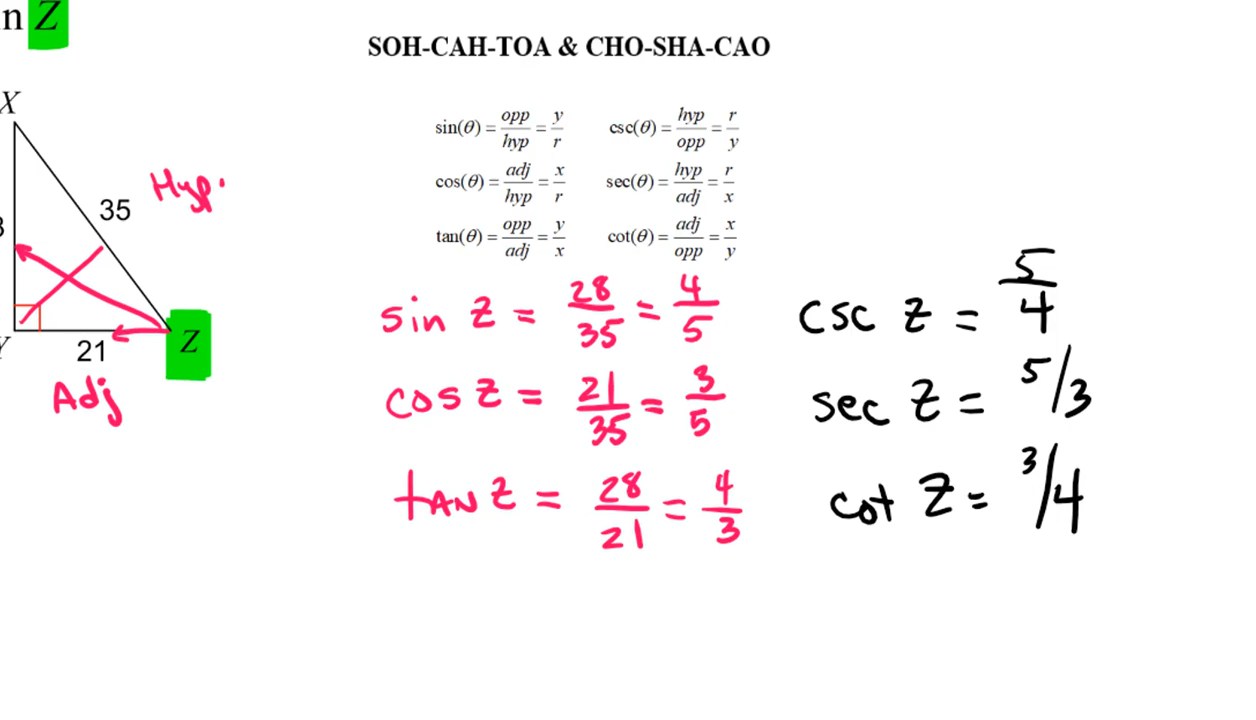 n Z
SOH-CAH-TOA & CHO-SHA-CAO
sin(θ) = opp/hyp = y/r csc(θ) = hyp/opp = r/y
cos(θ) = adj/hyp = x/r sec(θ) = hyp/adj = r/x
tan(θ) = opp/adj = y/x cot(θ) = adj/opp = x/y
X
Hyp.
35
Y
21
Z
Adj
sin Z = 28/35 = 4/5 csc Z = 5/4
cos Z = 21/35 = 3/5 sec Z = 5/3
tAN Z = 28/21 = 4/3 cot Z = 3/4